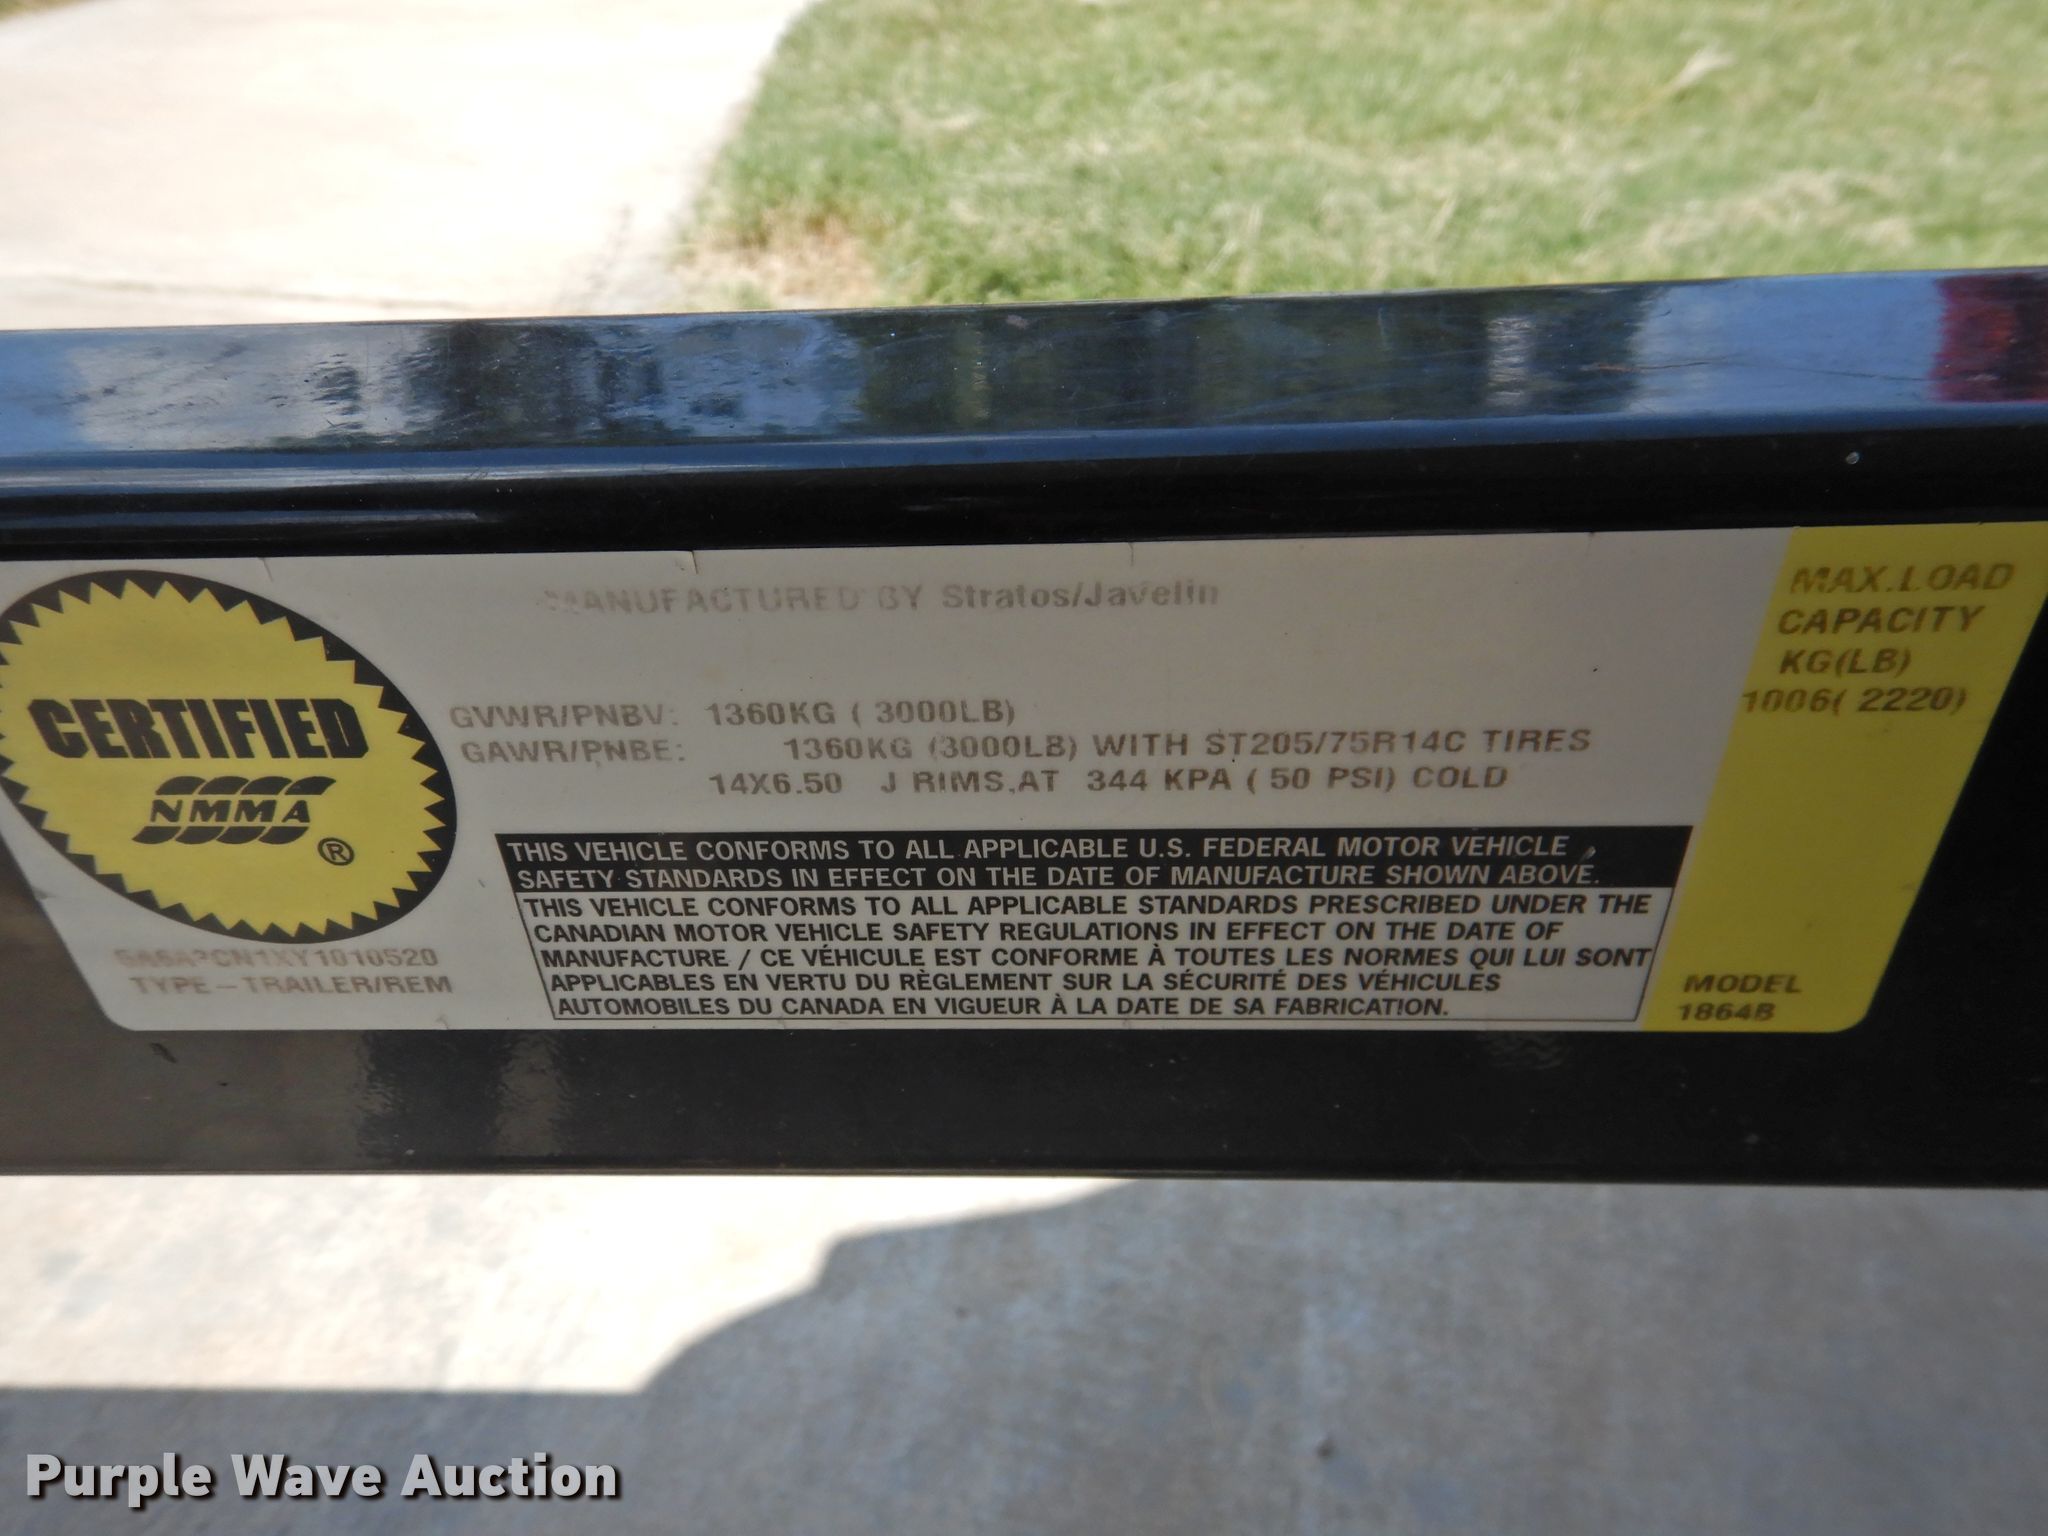 MANUFACTURED BY Stratos/Javelin
GVWR/PNBV: 1360KG ( 3000LB)
GAWR/PNBE: 1360KG (3000LB) WITH ST205/75R14C TIRES
14X6.50 J RIMS,AT 344 KPA ( 50 PSI) COLD
CERTIFIED
NMMA
®
TYPE - TRAILER/REM
THIS VEHICLE CONFORMS TO ALL APPLICABLE U.S. FEDERAL MOTOR VEHICLE
SAFETY STANDARDS IN EFFECT ON THE DATE OF MANUFACTURE SHOWN ABOVE.
THIS VEHICLE CONFORMS TO ALL APPLICABLE STANDARDS PRESCRIBED UNDER THE
CANADIAN MOTOR VEHICLE SAFETY REGULATIONS IN EFFECT ON THE DATE OF
MANUFACTURE / CE VÉHICULE EST CONFORME À TOUTES LES NORMES QUI LUI SONT
APPLICABLES EN VERTU DU RÈGLEMENT SUR LA SÉCURITÉ DES VÉHICULES
AUTOMOBILES DU CANADA EN VIGUEUR À LA DATE DE SA FABRICATION.
MAX.LOAD
CAPACITY
KG(LB)
1006( 2220)
MODEL
1864B
Purple Wave Auction